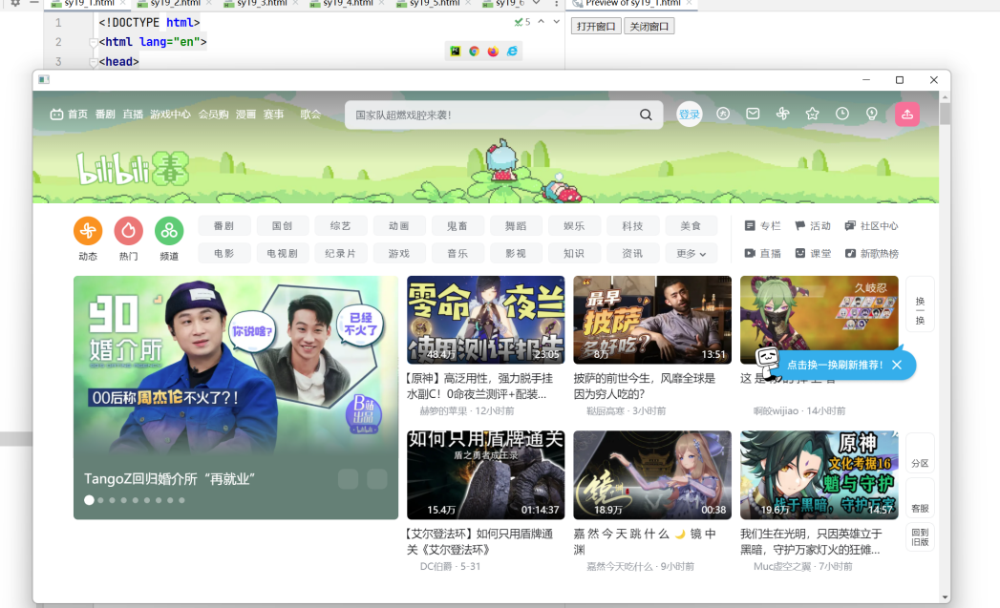 sy19_1.html
sy19_2.html
sy19_3.html
sy19_4.html
sy19_5.html
sy19_6
Preview of sy19_1.html
1 <!DOCTYPE html>
5
2 <html lang="en">
3 <head>
打开窗口 关闭窗口
首页 番剧 直播 游戏中心 会员购 漫画 赛事 歌会
国家队超燃戏腔来袭!
登录
bilibili 春
动态 热门 频道
番剧 国创 综艺 动画 鬼畜 舞蹈 娱乐 科技 美食
专栏 活动 社区中心
电影 电视剧 纪录片 游戏 音乐 影视 知识 资讯 更多
直播 课堂 新歌热榜
90
婚介所
你说啥?
已经
不火了
00后称周杰伦不火了?!
B站
出品
TangoZ回归婚介所“再就业”
零命夜兰
使用测评报告
48.4万 23:05
【原神】高泛用性,强力脱手挂
水副C!0命夜兰测评+配装...
赫萝的苹果 · 12小时前
最早
披萨
多好吃?
8万 13:51
披萨的前世今生,风靡全球是
因为穷人吃的?
3小时前
久岐忍
点击换一换刷新推荐!
啊皎wijiao · 14小时前
换
一
换
如何只用盾牌通关
盾之勇者成王录
15.4万 01:14:37
【艾尔登法环】如何只用盾牌通
关《艾尔登法环》
DC伯爵 · 5-31
镜
18.9万 00:38
嘉然今天跳什么🌙镜中
渊
嘉然今天吃什么 · 9小时前
原神
文化考据16
魈与守护
战于黑暗,守护万家
19.6万 14:57
我们生在光明,只因英雄立于
黑暗,守护万家灯火的狂傩...
Muc虚空之翼 · 7小时前
分区
客服
回到
旧版